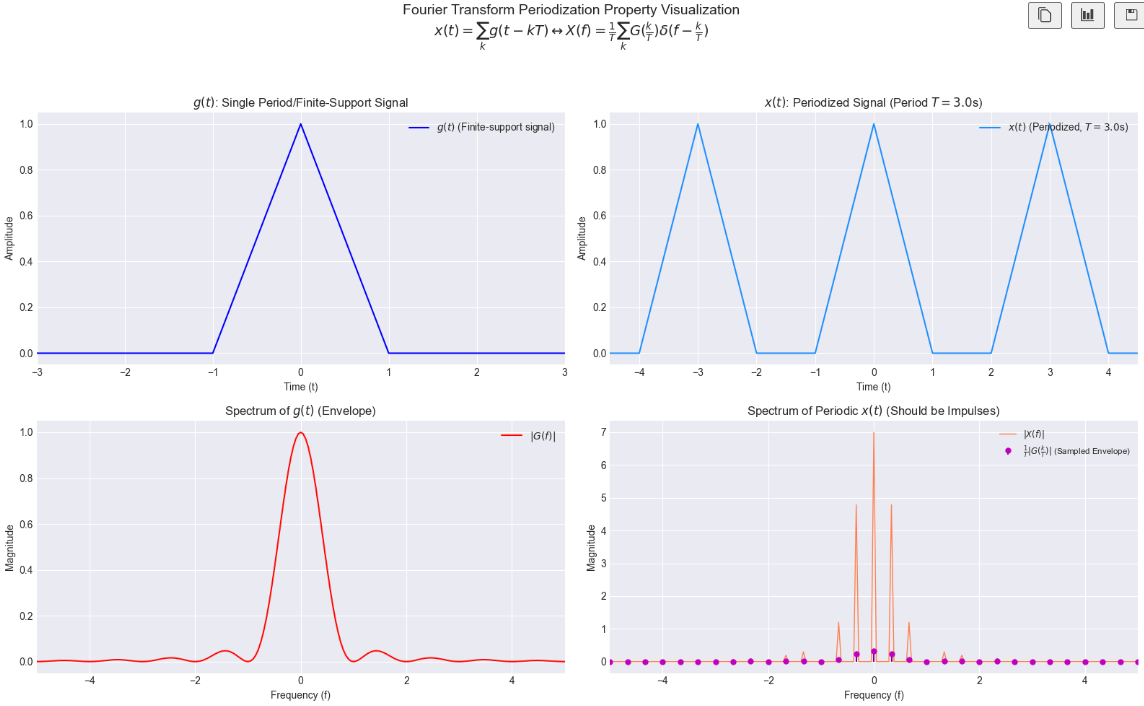 Fourier Transform Periodization Property Visualization
x(t) = ∑_k g(t − kT) ↔ X(f) = 1/T ∑_k G(k/T)δ(f − k/T)
g(t): Single Period/Finite-Support Signal
g(t) (Finite-support signal)
1.0
0.8
0.6
0.4
0.2
0.0
Amplitude
−3 −2 −1 0 1 2 3
Time (t)
x(t): Periodized Signal (Period T = 3.0s)
x(t) (Periodized, T = 3.0s)
1.0
0.8
0.6
0.4
0.2
0.0
Amplitude
−4 −3 −2 −1 0 1 2 3 4
Time (t)
Spectrum of g(t) (Envelope)
|G(f)|
1.0
0.8
0.6
0.4
0.2
0.0
Magnitude
−4 −2 0 2 4
Frequency (f)
Spectrum of Periodic x(t) (Should be Impulses)
|X(f)|
1/T|G(k/T)| (Sampled Envelope)
7
6
5
4
3
2
1
0
Magnitude
−4 −2 0 2 4
Frequency (f)